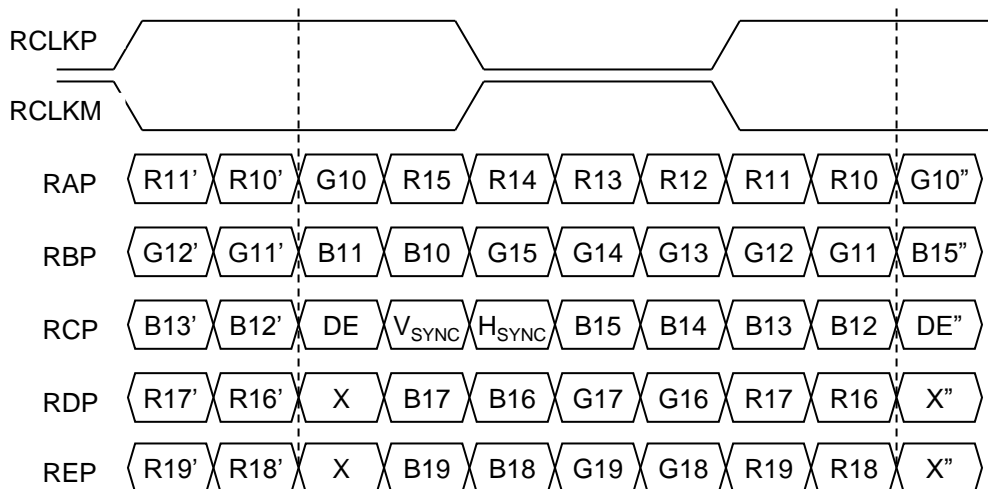 RCLKP
RCLKM
RAP R11’ R10’ G10 R15 R14 R13 R12 R11 R10 G10”
RBP G12’ G11’ B11 B10 G15 G14 G13 G12 G11 B15”
RCP B13’ B12’ DE VSYNC HSYNC B15 B14 B13 B12 DE”
RDP R17’ R16’ X B17 B16 G17 G16 R17 R16 X”
REP R19’ R18’ X B19 B18 G19 G18 R19 R18 X”